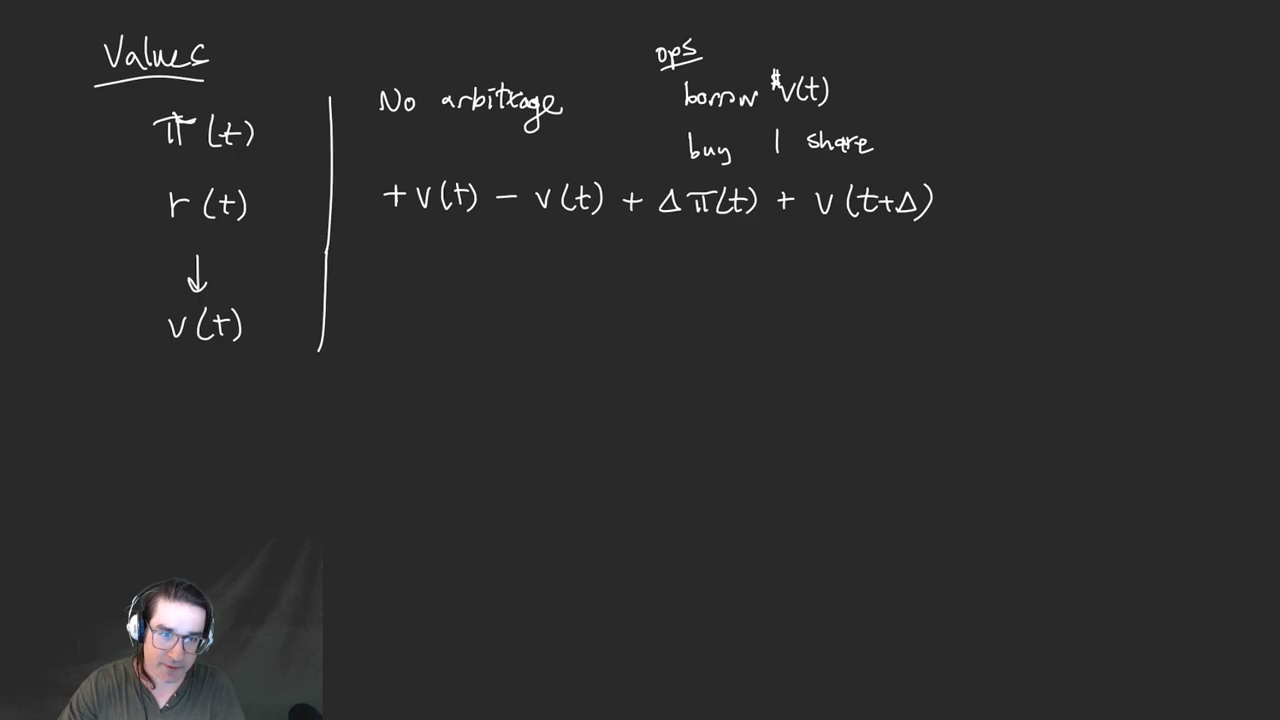 Values
π(t)
r(t)
↓
v(t)
No arbitrage
ops
borrow $v(t)
buy 1 share
+v(t) - v(t) + Δπ(t) + v(t+Δ)